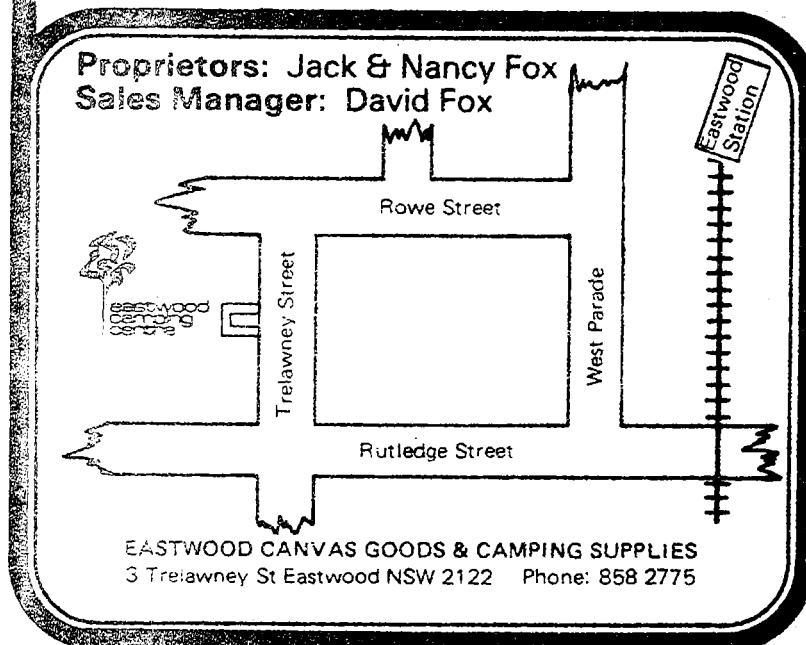 Proprietors: Jack & Nancy Fox
Sales Manager: David Fox
Eastwood
Station
Rowe Street
Trelawney Street
West Parade
eastwood
camping
centre
Rutledge Street
EASTWOOD CANVAS GOODS & CAMPING SUPPLIES
3 Trelawney St Eastwood NSW 2122 Phone: 858 2775